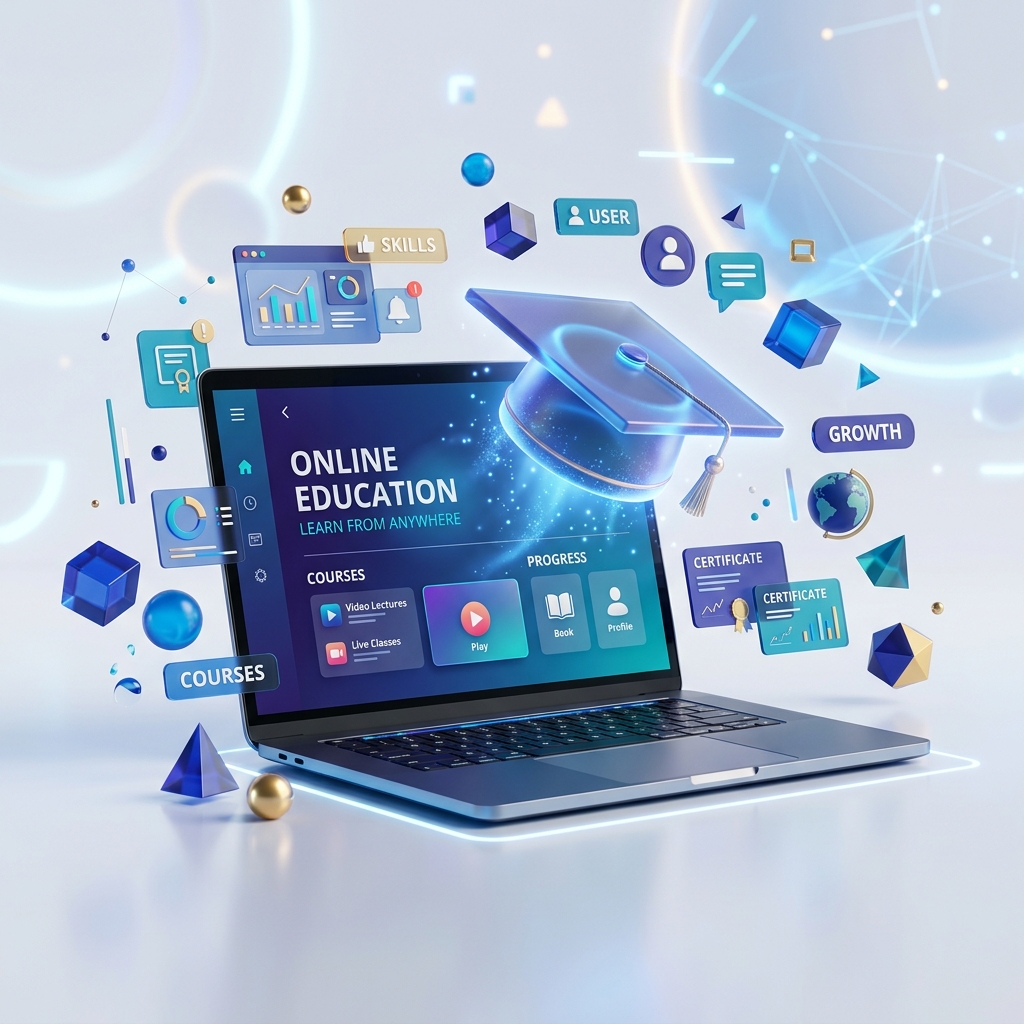 USER
SKILLS
!
1
GROWTH
ONLINE
EDUCATION
LEARN FROM ANYWHERE
PROGRESS
COURSES
Video Lectures
Live Classes
Play
Book
Profile
CERTIFICATE
CERTIFICATE
COURSES